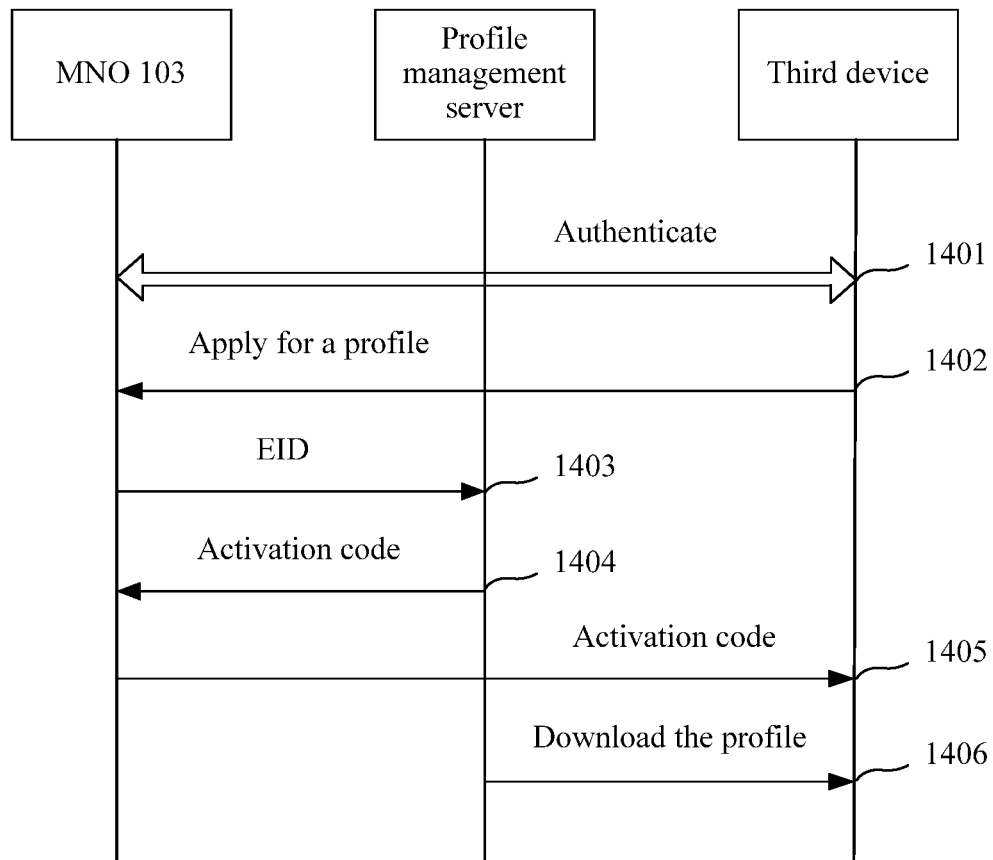 MNO 103
Profile
management
server
Third device
Authenticate
1401
Apply for a profile
1402
EID
1403
Activation code
1404
Activation code
1405
Download the profile
1406